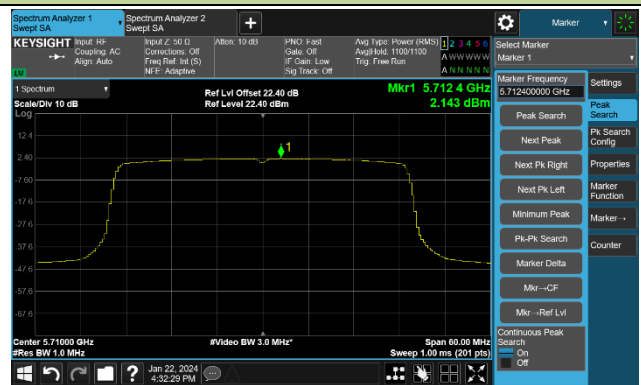 Spectrum Analyzer 1
Swept SA
Spectrum Analyzer 2
Swept SA
+
Marker
KEYSIGHT
Input: RF
Coupling: AC
Align: Auto
Input Z: 50 Ω
Corrections: Off
Freq Ref: Int (S)
NFE: Adaptive
Atten: 10 dB
PNO: Fast
Gate: Off
IF Gain: Low
Sig Track: Off
Avg Type: Power (RMS)
Avg|Hold: 1100/100
Trig: Free Run
1 2 3 4 5 6
A W W W W W
A N N N N N
LM
Select Marker
Marker 1
1 Spectrum
Scale/Div 10 dB
Log
Ref Lvl Offset 22.40 dB
Ref Level 22.40 dBm
Mkr1 5.712 4 GHz
2.143 dBm
12.4
2.40
-7.60
-17.6
-27.6
-37.6
-47.6
-57.6
-67.6
1
Center 5.71000 GHz
#Res BW 1.0 MHz
#Video BW 3.0 MHz*
Span 60.00 MHz
Sweep 1.00 ms (201 pts)
Marker Frequency
5.712400000 GHz
Peak Search
Next Peak
Next Pk Right
Next Pk Left
Minimum Peak
Pk-Pk Search
Marker Delta
Mkr→CF
Mkr→Ref Lvl
Continuous Peak
Search
On
Off
Settings
Peak
Search
Pk Search
Config
Properties
Marker
Function
Marker→
Counter
?
Jan 22, 2024
4:32:29 PM